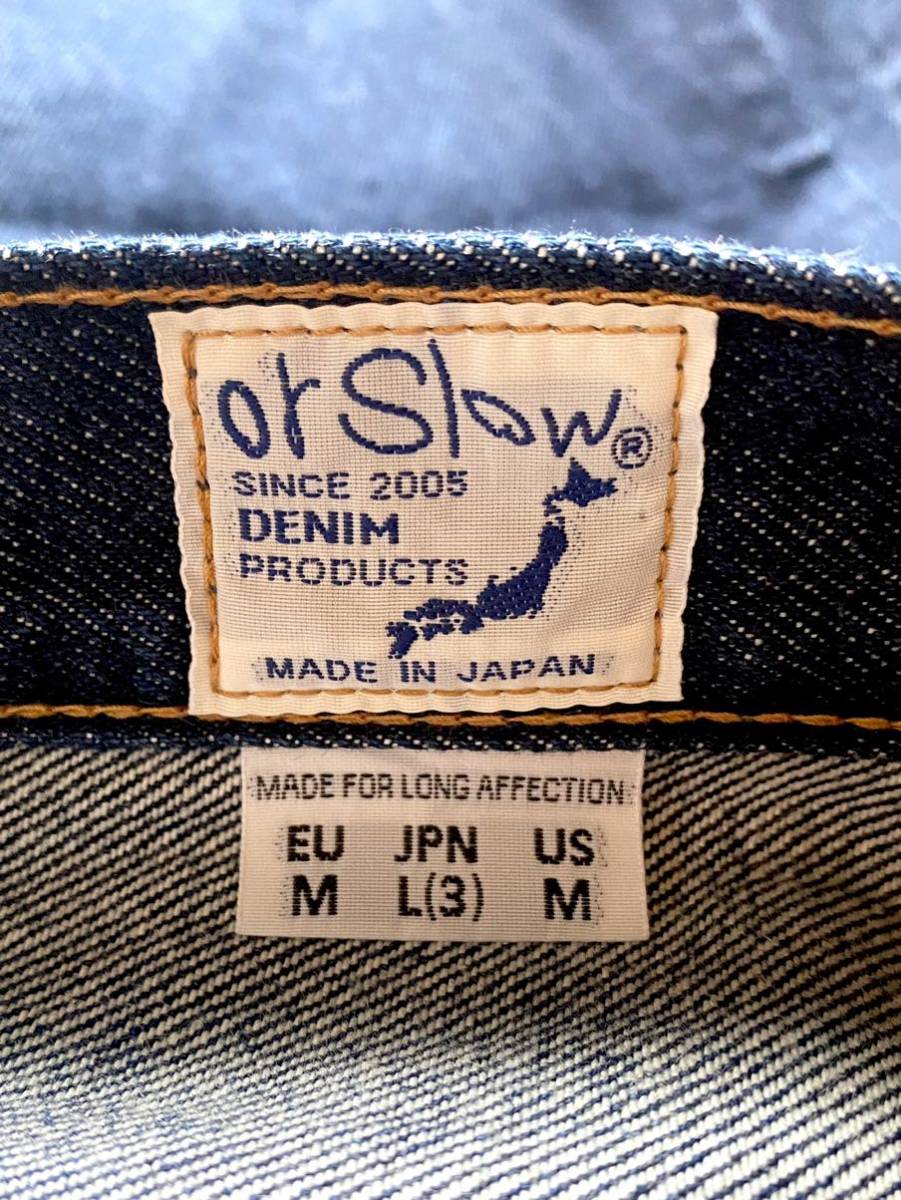 orSlow®
SINCE 2005
DENIM
PRODUCTS
MADE IN JAPAN
MADE FOR LONG AFFECTION
EU JPN US
M L(3) M